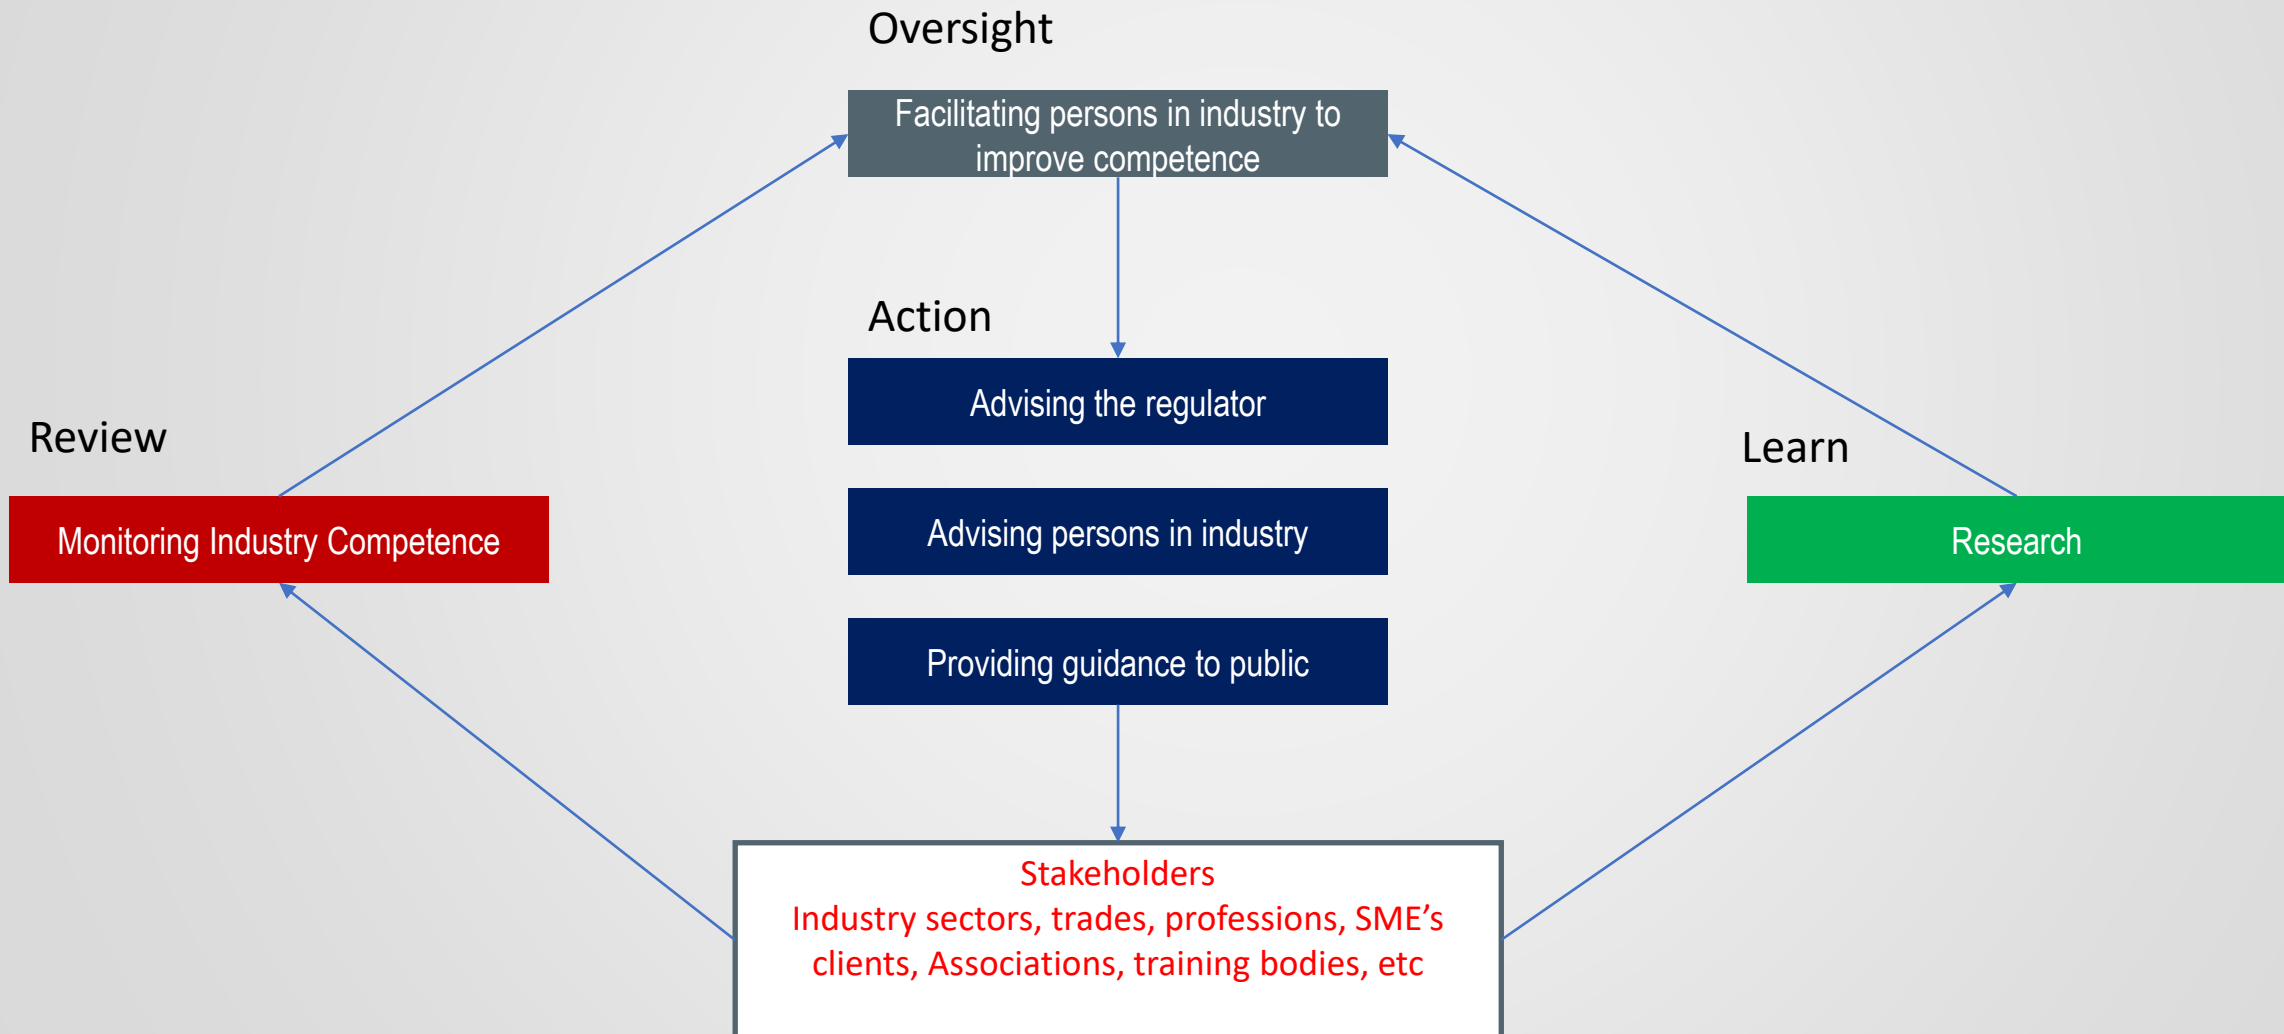 Oversight
Facilitating persons in industry to
improve competence
Action
Advising the regulator
Review
Learn
Monitoring Industry Competence
Advising persons in industry
Research
Providing guidance to public
Stakeholders
Industry sectors, trades, professions, SME’s
clients, Associations, training bodies, etc